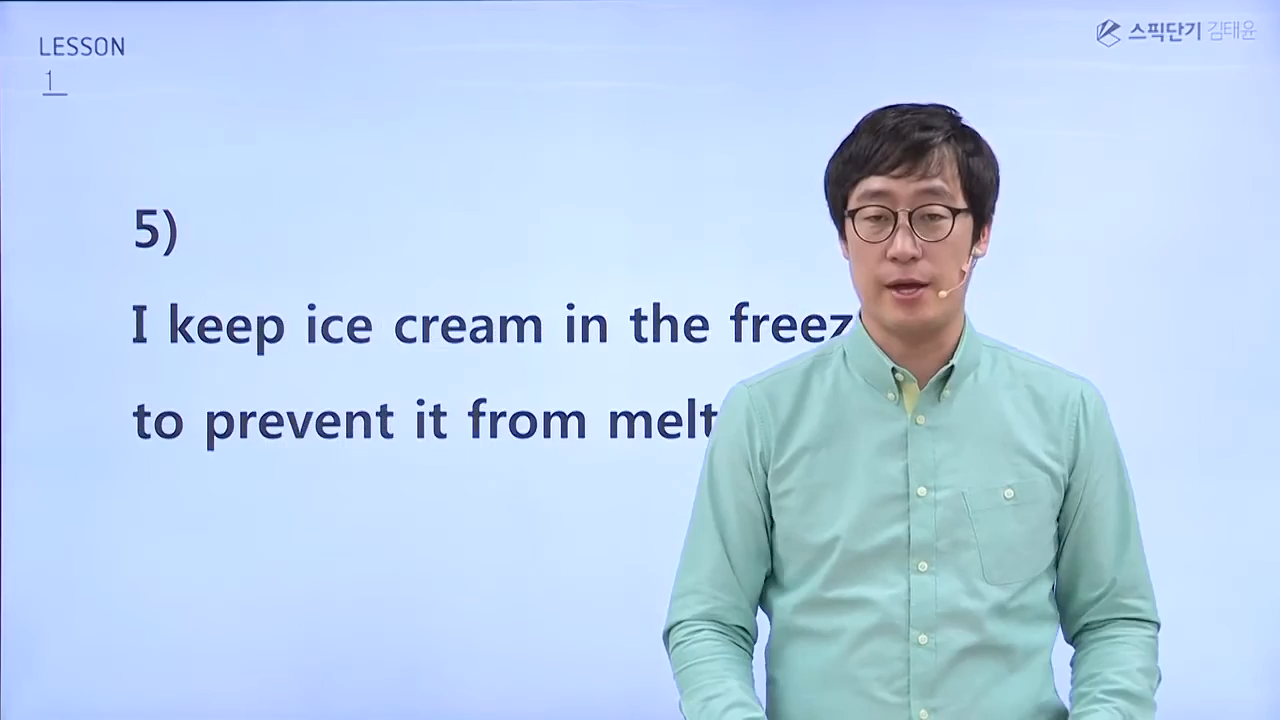 LESSON
1
스픽단기 김태윤
5)
I keep ice cream in the freez
to prevent it from melt